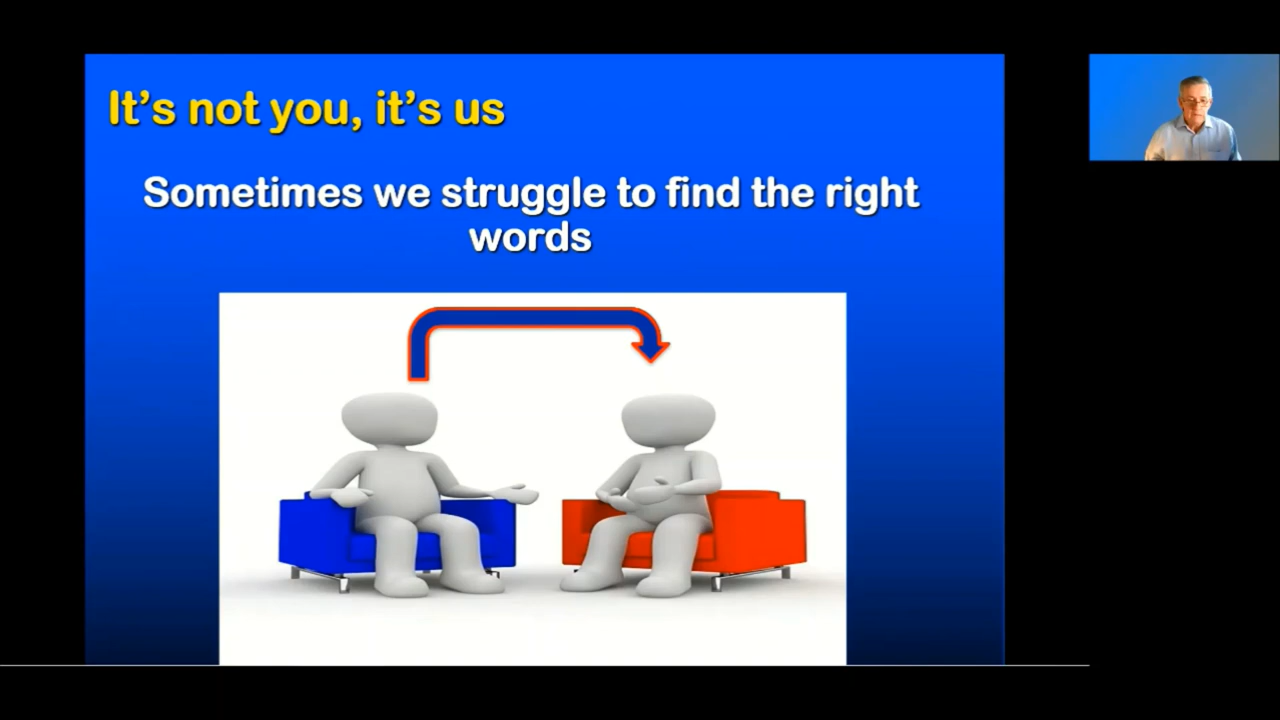 It’s not you, it’s us
Sometimes we struggle to find the right
words